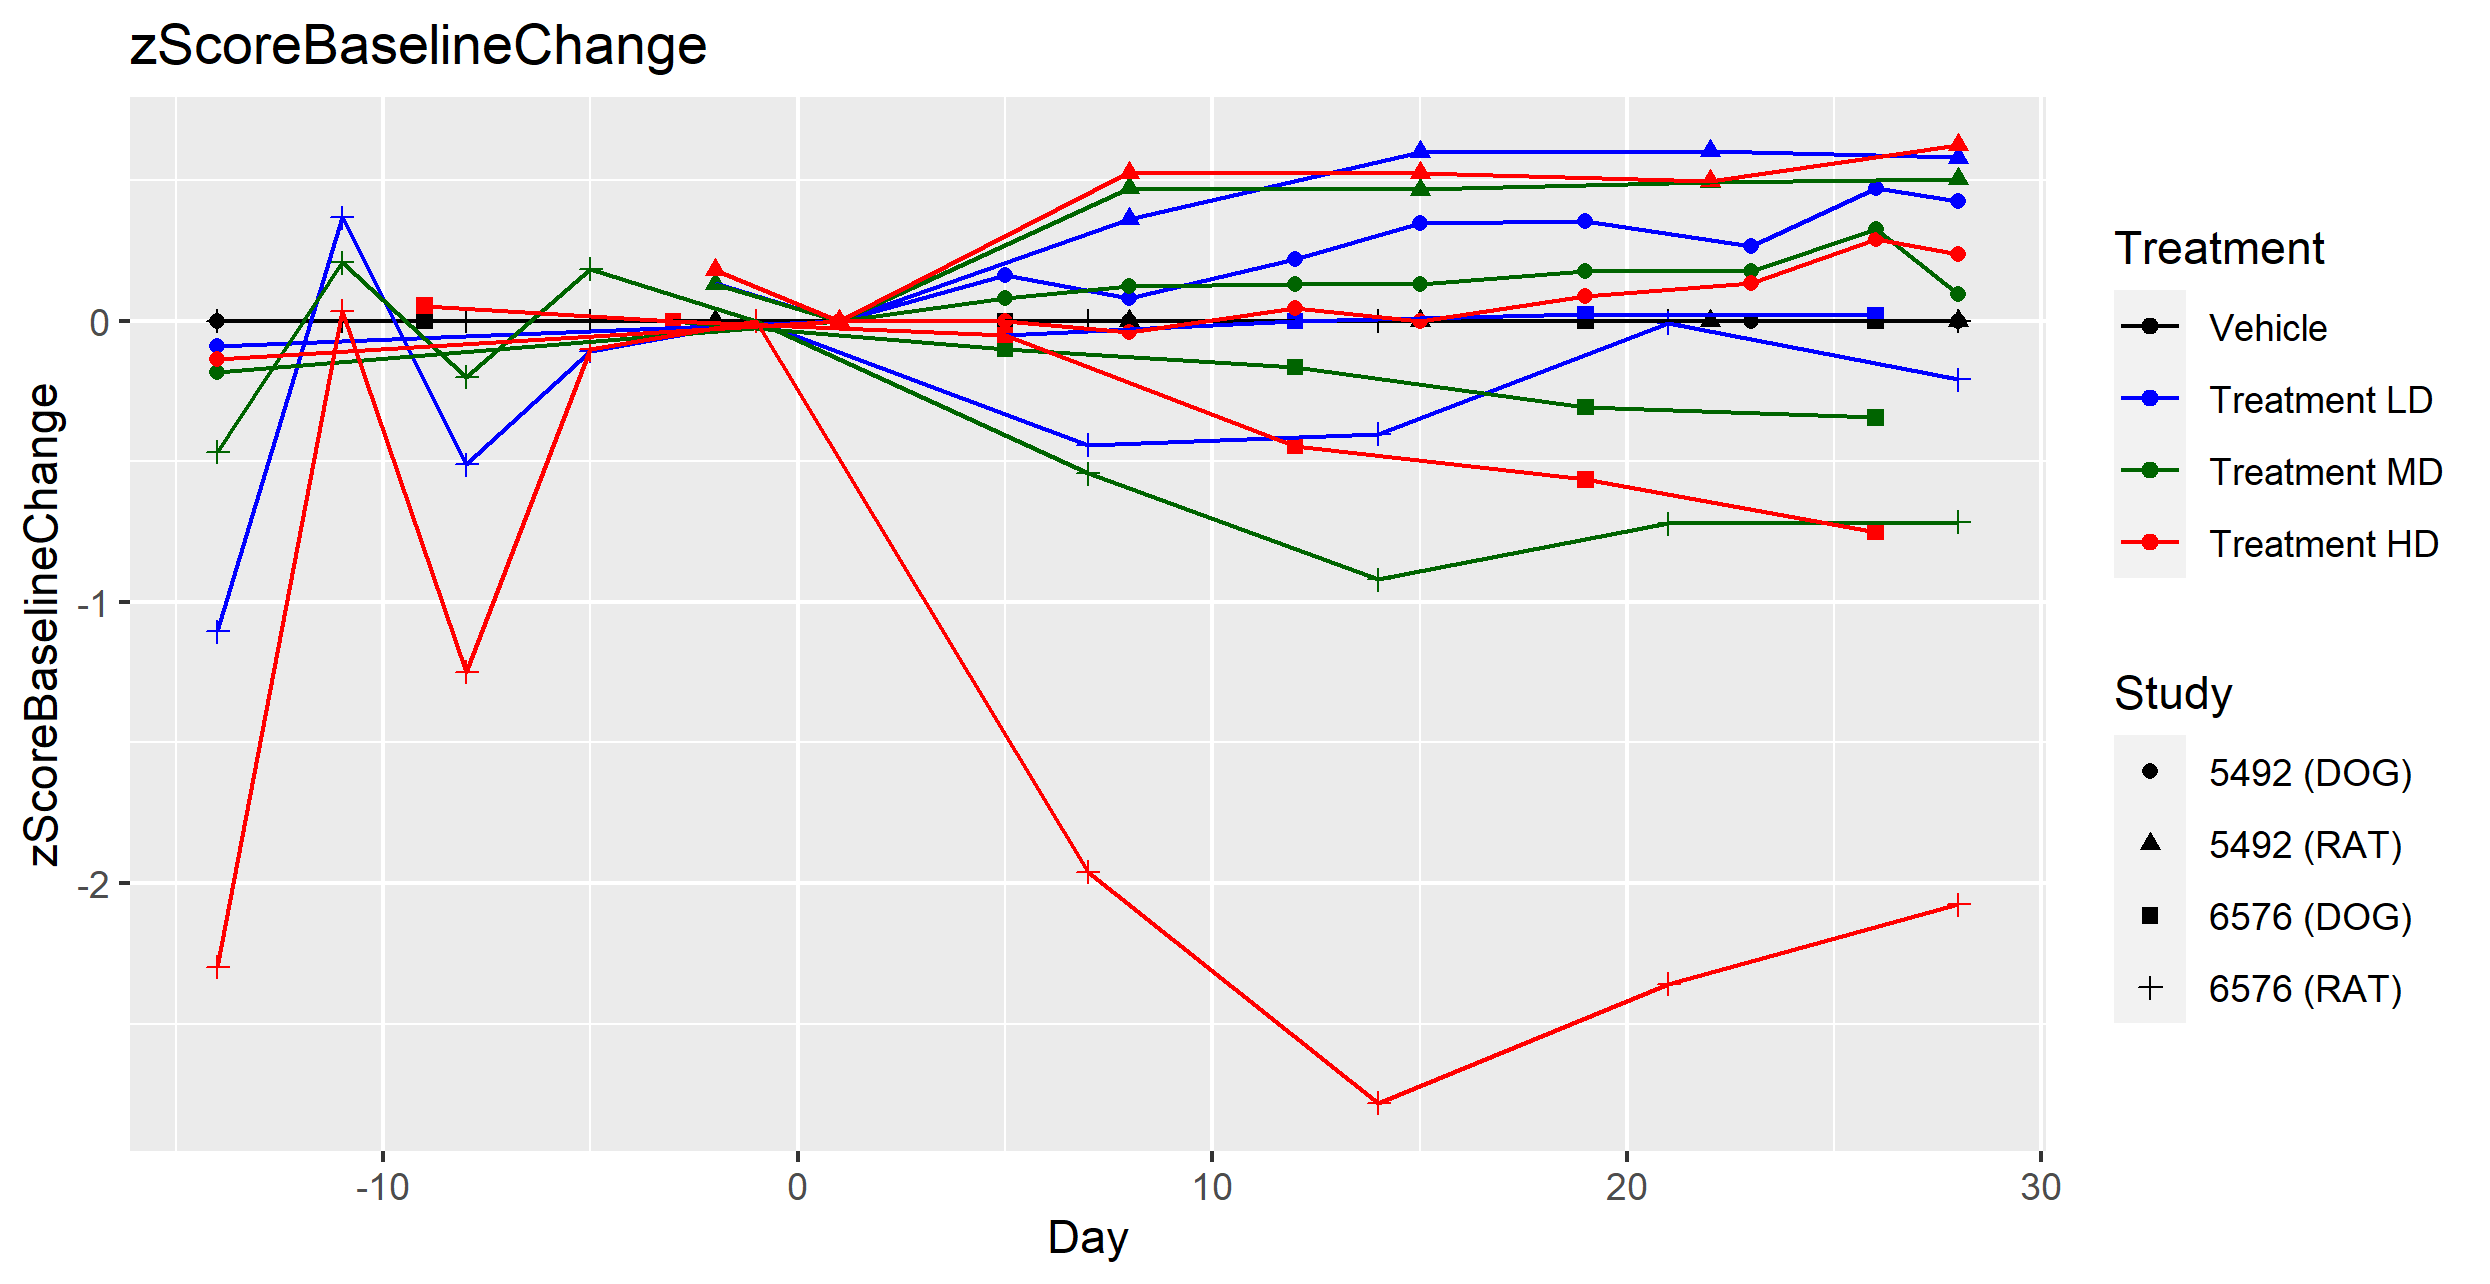 zScoreBaselineChange
zScoreBaselineChange
0
-1
-2
-10
0
10
20
30
Day
Treatment
Vehicle
Treatment LD
Treatment MD
Treatment HD
Study
5492 (DOG)
5492 (RAT)
6576 (DOG)
6576 (RAT)